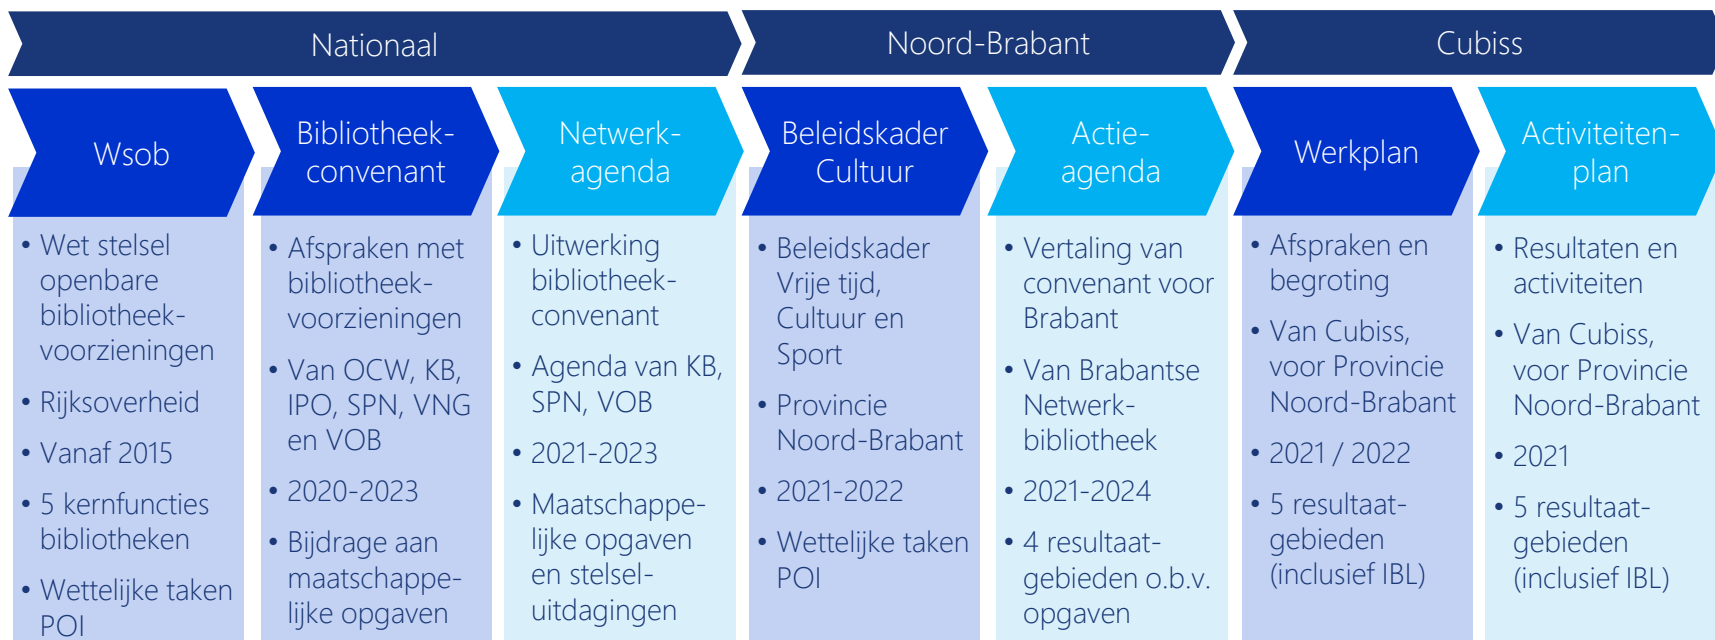 Nationaal
Noord-Brabant
Cubiss
Wsob
• Wet stelsel
openbare
bibliotheek-
voorzieningen
• Rijksoverheid
• Vanaf 2015
• 5 kernfuncties
bibliotheken
• Wettelijke taken
POI
Bibliotheek-
convenant
• Afspraken met
bibliotheek-
voorzieningen
• Van OCW, KB,
IPO, SPN, VNG
en VOB
• 2020-2023
• Bijdrage aan
maatschappe-
lijke opgaven
Netwerk-
agenda
• Uitwerking
bibliotheek-
convenant
• Agenda van KB,
SPN, VOB
• 2021-2023
• Maatschappe-
lijke opgaven
en stelsel-
uitdagingen
Beleidskader
Cultuur
• Beleidskader
Vrije tijd,
Cultuur en
Sport
• Provincie
Noord-Brabant
• 2021-2022
• Wettelijke taken
POI
Actie-
agenda
• Vertaling van
convenant voor
Brabant
• Van Brabantse
Netwerk-
bibliotheek
• 2021-2024
• 4 resultaat-
gebieden o.b.v.
opgaven
Werkplan
• Afspraken en
begroting
• Van Cubiss,
voor Provincie
Noord-Brabant
• 2021 / 2022
• 5 resultaat-
gebieden
(inclusief IBL)
Activiteiten-
plan
• Resultaten en
activiteiten
• Van Cubiss,
voor Provincie
Noord-Brabant
• 2021
• 5 resultaat-
gebieden
(inclusief IBL)